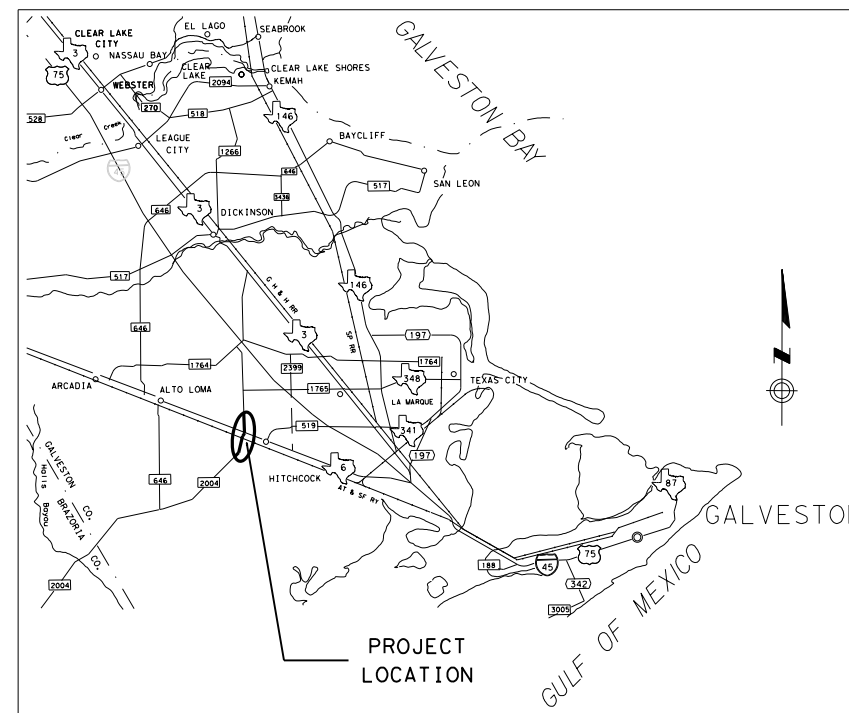 EL LAGO
SEABROOK
CLEAR LAKE
CITY
3
NASSAU BAY
75
CLEAR
LAKE
CLEAR LAKE SHORES
2094
KEMAH
WEBSTER
270
518
146
528
Clear Creek
LEAGUE
CITY
1266
BAYCLIFF
GALVESTON BAY
45
646
3436
517
SAN LEON
646
3
DICKINSON
517
G H & H RR
146
646
3
SP RR
197
1764
2399
1764
348
TEXAS CITY
ARCADIA
ALTO LOMA
1765
LA MARQUE
519
341
197
6
HITCHCOCK
AT & SF RY
646
2004
GALVESTON CO.
BRAZORIA CO.
Halls
Bayou
2004
87
GALVESTON
188
45
75
342
3005
GULF OF MEXICO
N
PROJECT
LOCATION